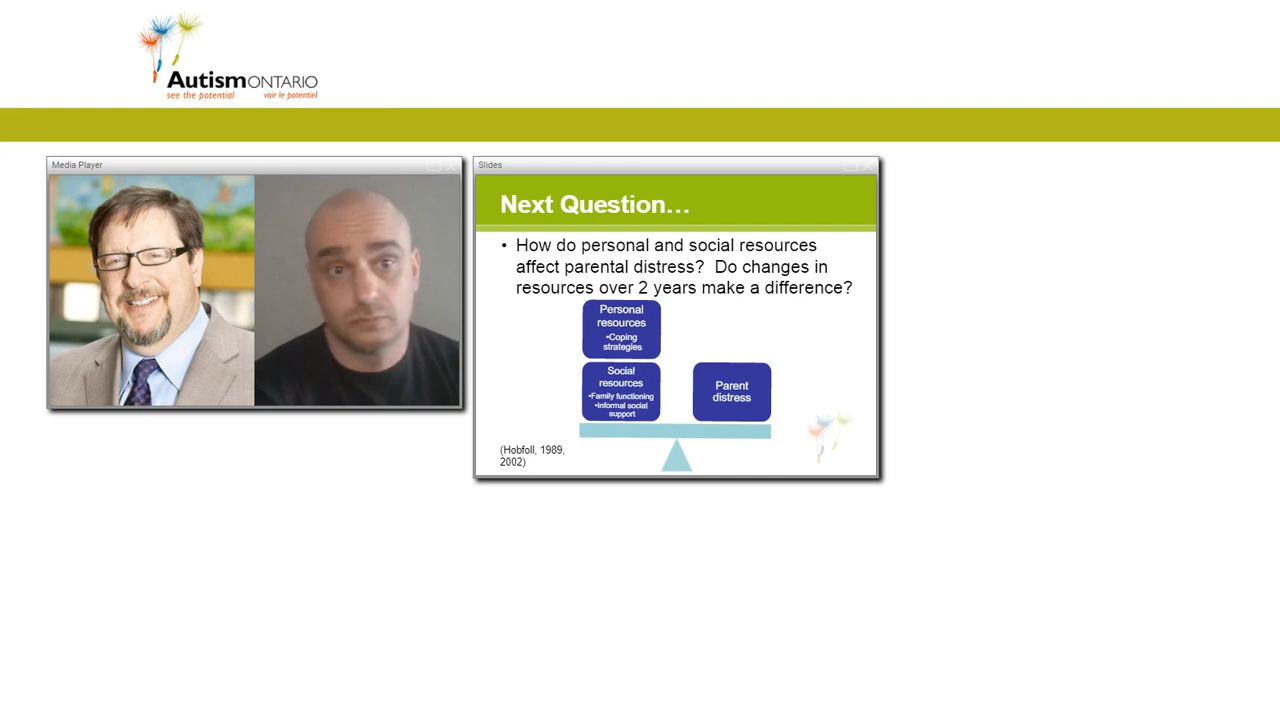 Autism ONTARIO
see the potential voir le potentiel
Media Player
Slides
Next Question…
• How do personal and social resources
affect parental distress? Do changes in
resources over 2 years make a difference?
Personal
resources
•Coping
strategies
Social
resources
•Family functioning
•Informal social
support
Parent
distress
(Hobfoll, 1989,
2002)